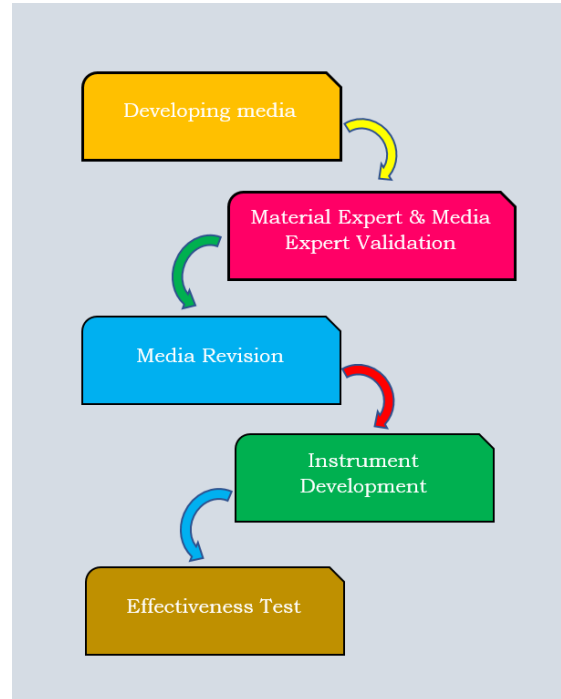 Developing media
Material Expert & Media
Expert Validation
Media Revision
Instrument
Development
Effectiveness Test